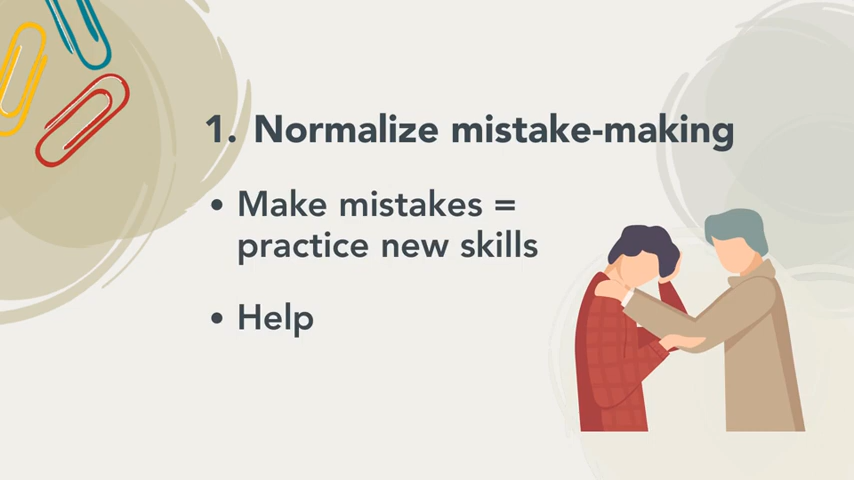 1. Normalize mistake-making
• Make mistakes =
practice new skills
• Help